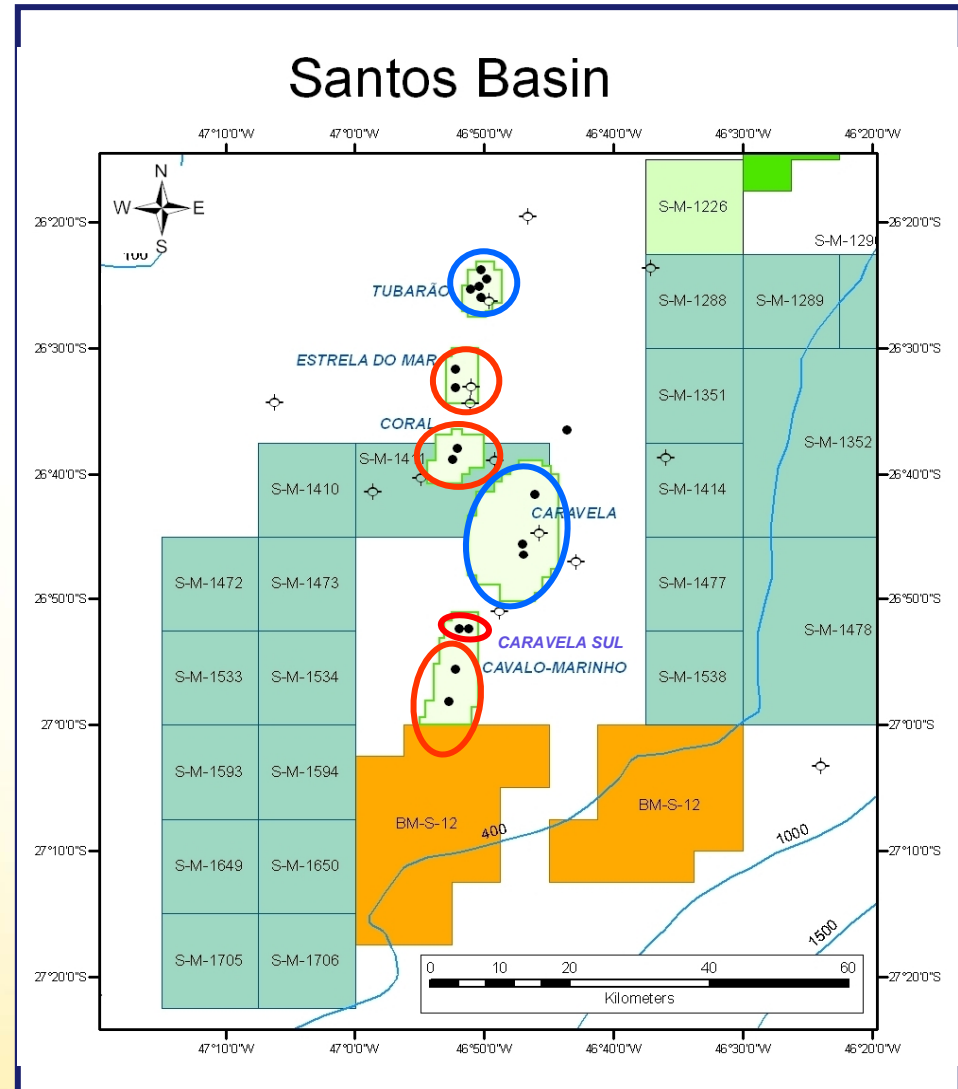 Santos Basin
47°10'0"W 47°0'0"W 46°50'0"W 46°40'0"W 46°30'0"W 46°20'0"W
N
W E
S
S-M-1226
26°20'0"S 26°20'0"S
100
S-M-1290
TUBARÃO
S-M-1288 S-M-1289
26°30'0"S 26°30'0"S
ESTRELA DO MAR
S-M-1351
CORAL
S-M-1352
S-M-1411
26°40'0"S 26°40'0"S
S-M-1410 S-M-1414
CARAVELA
S-M-1472 S-M-1473 S-M-1477
26°50'0"S 26°50'0"S
S-M-1478
CARAVELA SUL
CAVALO-MARINHO
S-M-1533 S-M-1534 S-M-1538
27°0'0"S 27°0'0"S
S-M-1593 S-M-1594
BM-S-12 BM-S-12
400 1000
27°10'0"S 27°10'0"S
S-M-1649 S-M-1650
1500
S-M-1705 S-M-1706
27°20'0"S 27°20'0"S
0 10 20 40 60
Kilometers
47°10'0"W 47°0'0"W 46°50'0"W 46°40'0"W 46°30'0"W 46°20'0"W